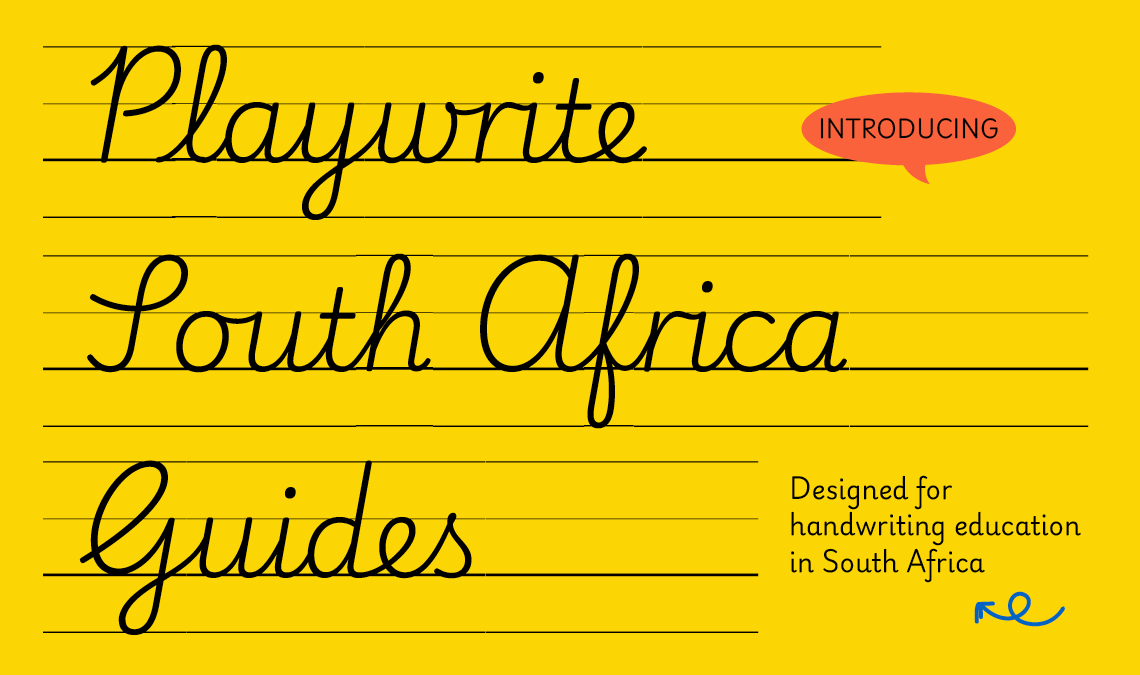 Playwrite
INTRODUCING
South Africa
Guides
Designed for
handwriting education
in South Africa